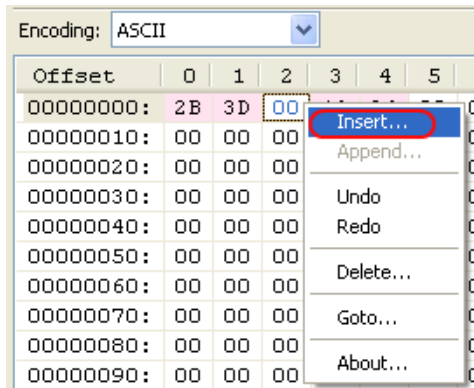 Encoding: ASCII
Offset 0 1 2 3 4 5
00000000: 2B 3D 00
Insert...
00000010: 00 00 00
Append...
00000020: 00 00 00
00000030: 00 00 00 Undo
00000040: 00 00 00 Redo
00000050: 00 00 00
Delete...
00000060: 00 00 00
00000070: 00 00 00 Goto...
00000080: 00 00 00
About...
00000090: 00 00 00